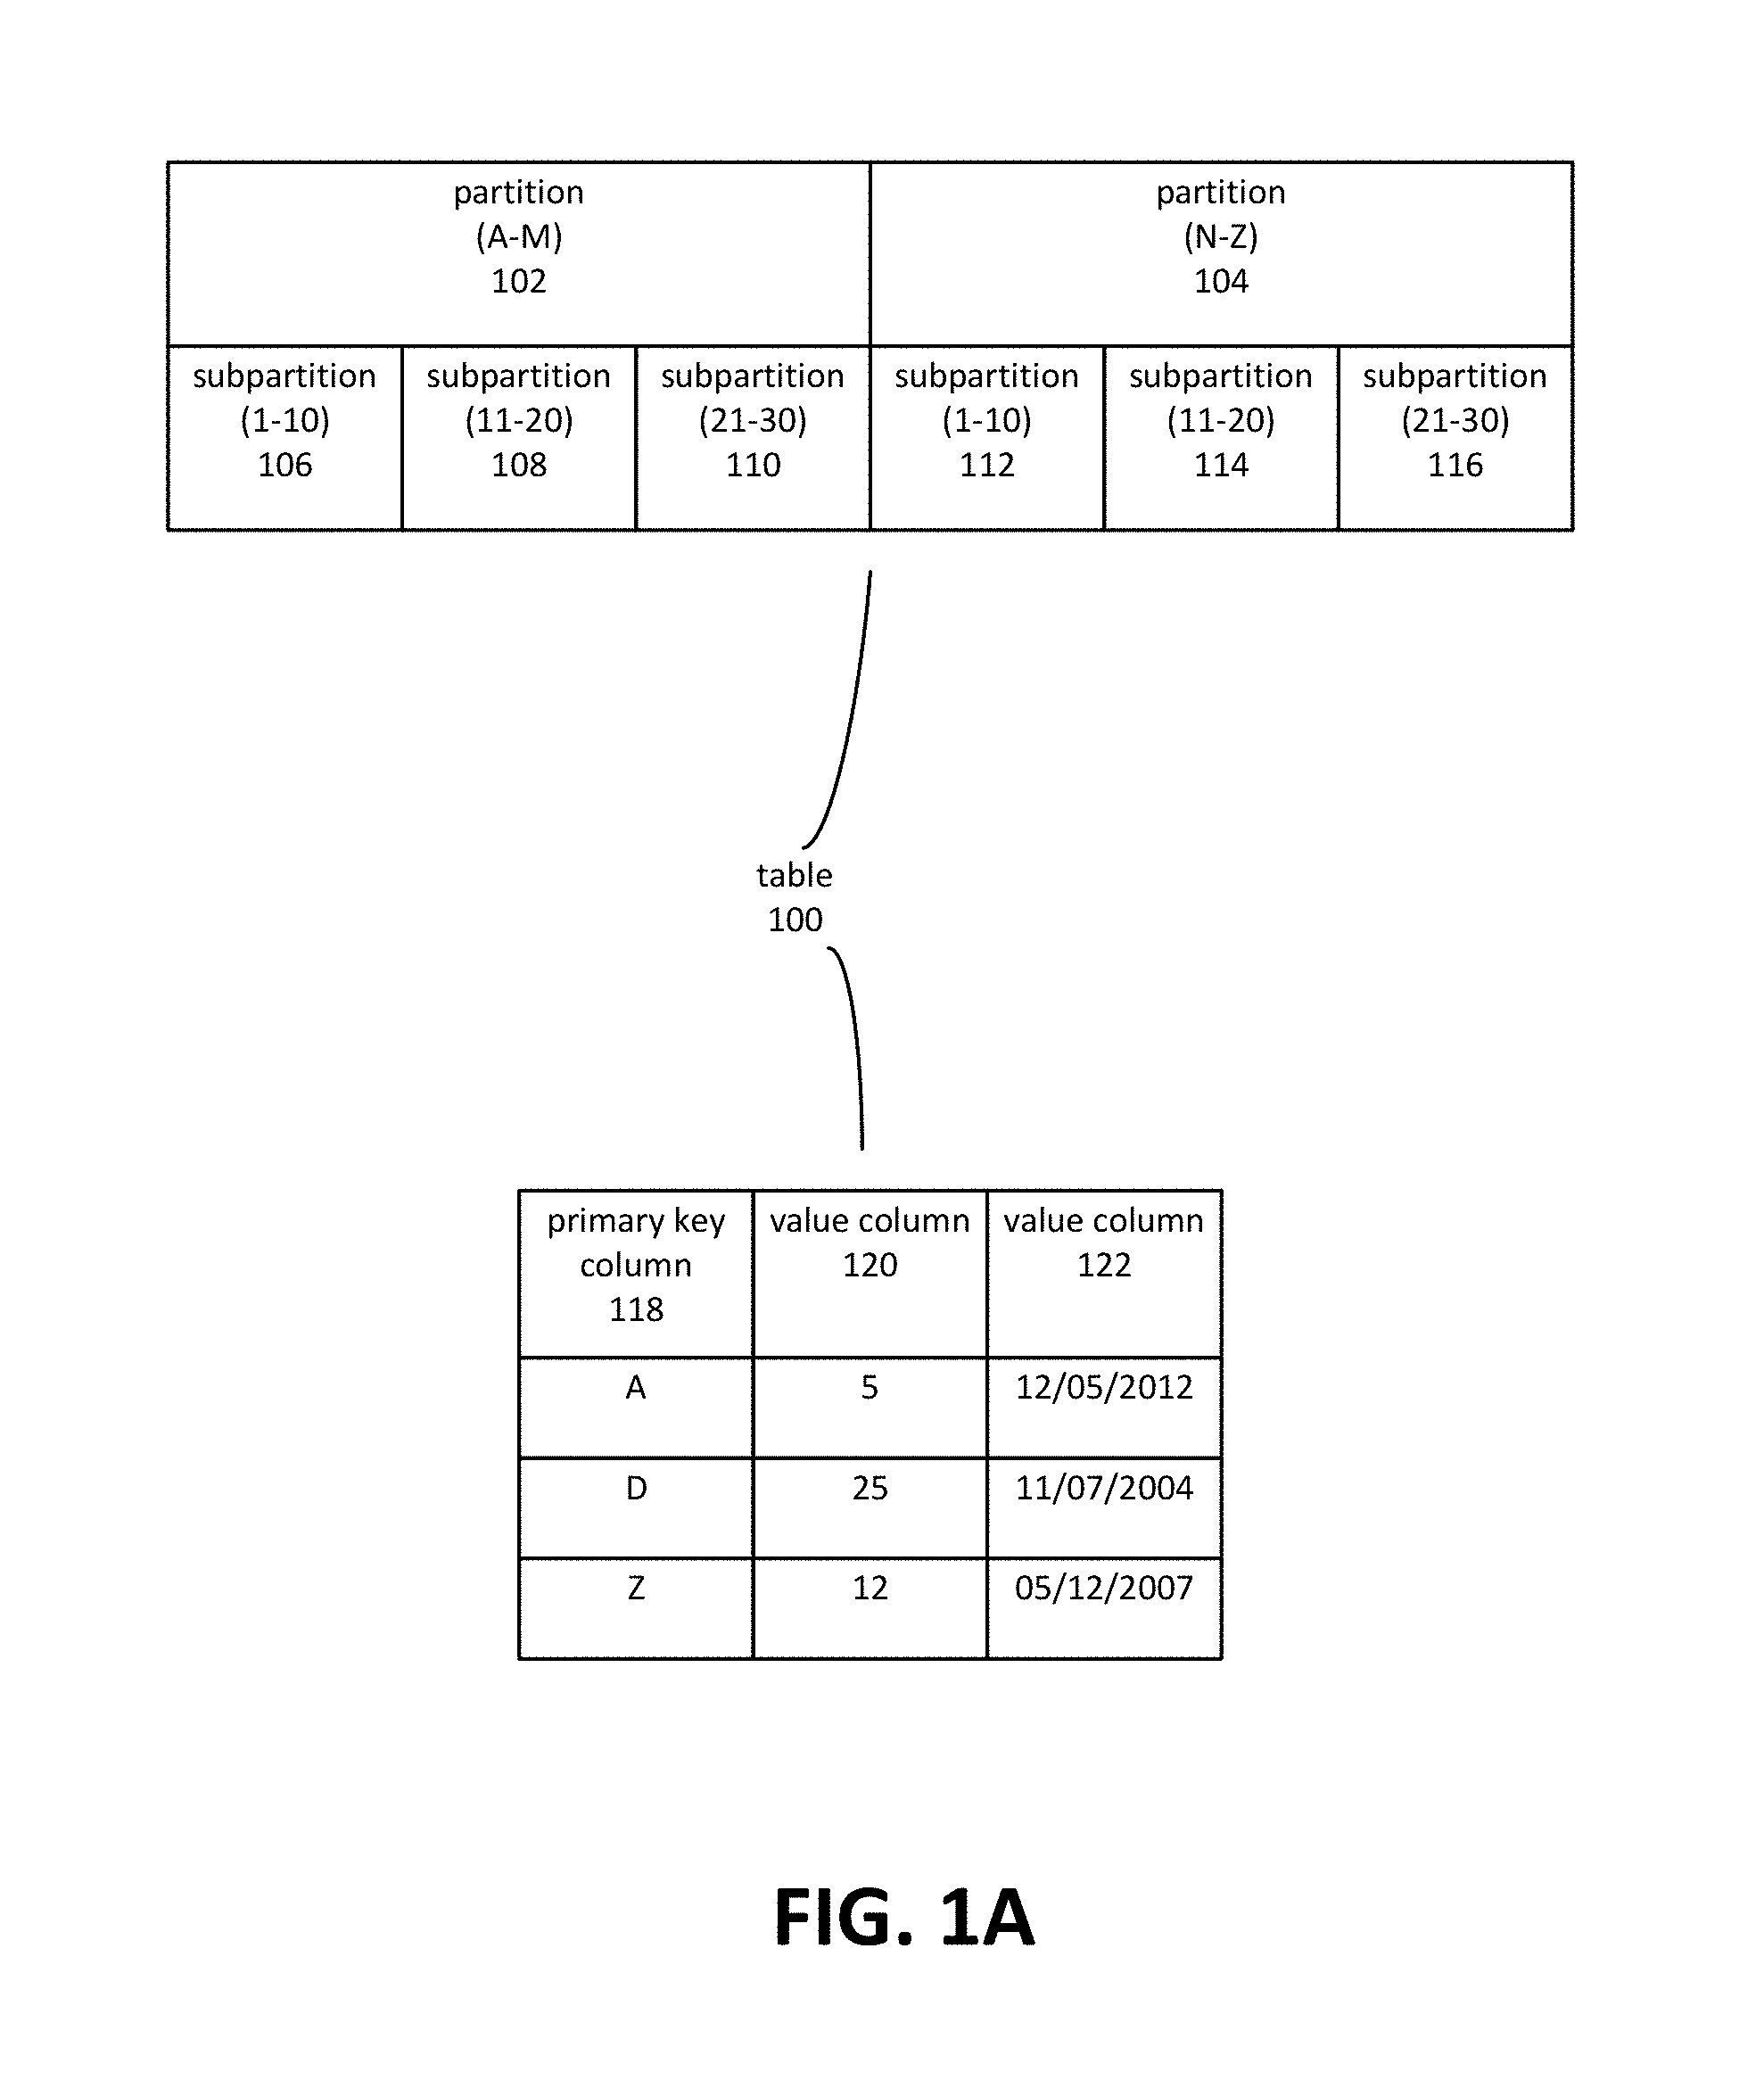 partition
(A-M)
102
partition
(N-Z)
104
subpartition
(1-10)
106
subpartition
(11-20)
108
subpartition
(21-30)
110
subpartition
(1-10)
112
subpartition
(11-20)
114
subpartition
(21-30)
116
table
100
primary key
column
118
value column
120
value column
122
A
5
12/05/2012
D
25
11/07/2004
Z
12
05/12/2007
FIG. 1A